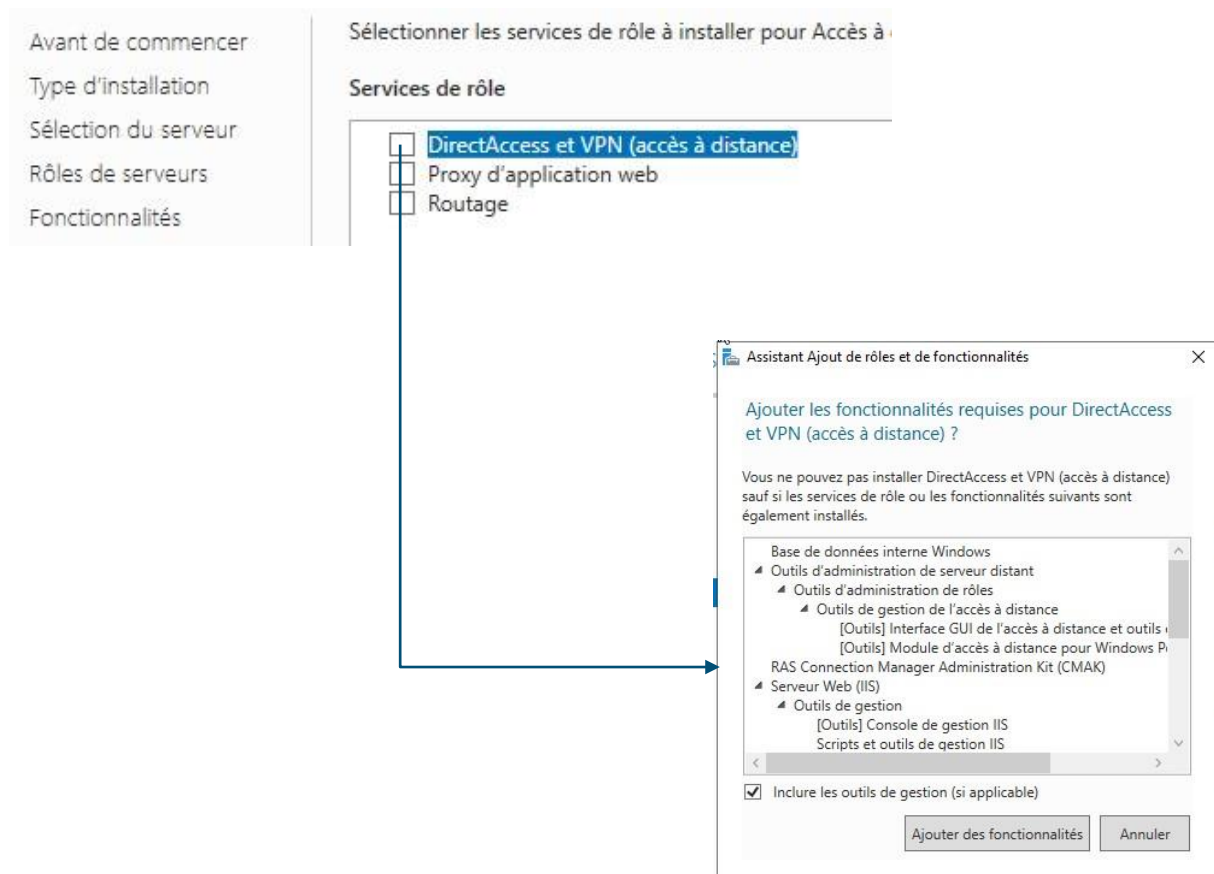 Avant de commencer
Type d'installation
Sélection du serveur
Rôles de serveurs
Fonctionnalités
Sélectionner les services de rôle à installer pour Accès à
Services de rôle
DirectAccess et VPN (accès à distance)
Proxy d'application web
Routage
Assistant Ajout de rôles et de fonctionnalités
Ajouter les fonctionnalités requises pour DirectAccess
et VPN (accès à distance) ?
Vous ne pouvez pas installer DirectAccess et VPN (accès à distance)
sauf si les services de rôle ou les fonctionnalités suivants sont
également installés.
Base de données interne Windows
Outils d'administration de serveur distant
Outils d'administration de rôles
Outils de gestion de l'accès à distance
[Outils] Interface GUI de l'accès à distance et outils
[Outils] Module d'accès à distance pour Windows
RAS Connection Manager Administration Kit (CMAK)
Serveur Web (IIS)
Outils de gestion
[Outils] Console de gestion IIS
Scripts et outils de gestion IIS
Inclure les outils de gestion (si applicable)
Ajouter des fonctionnalités
Annuler